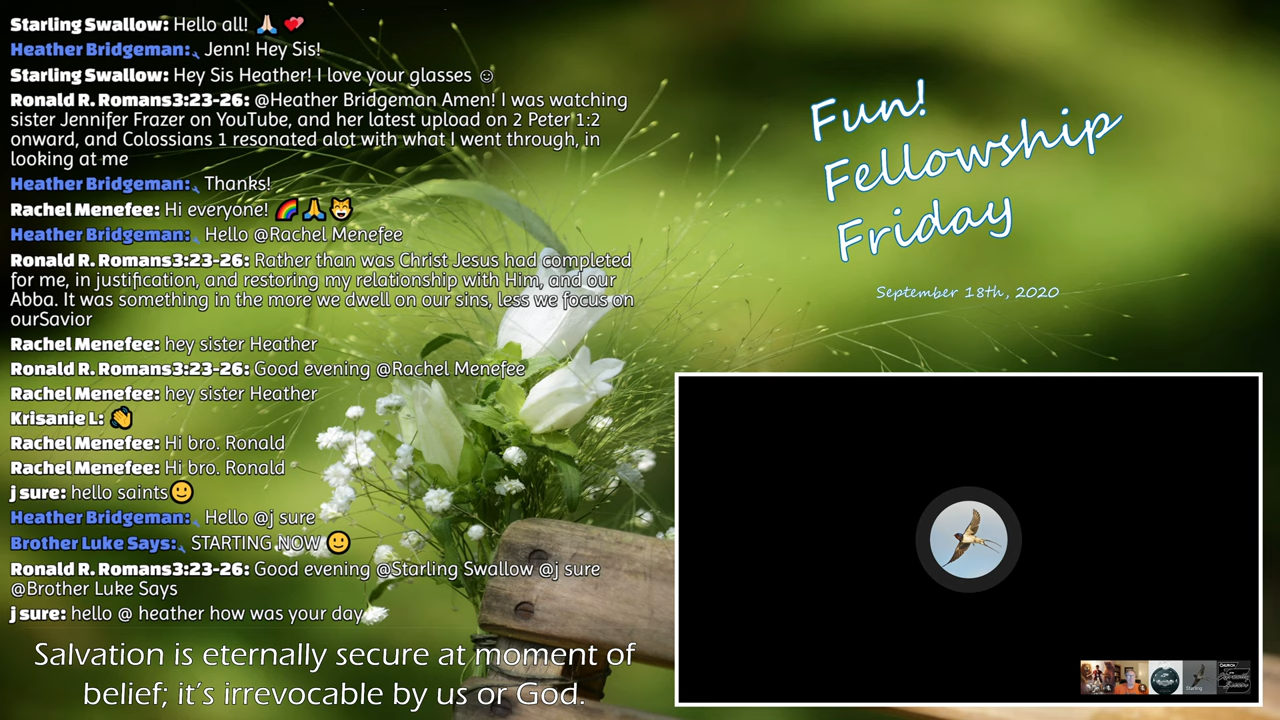 Starling Swallow: Hello all! 🙏🏻 💕
Heather Bridgeman: Jenn! Hey Sis!
Starling Swallow: Hey Sis Heather! I love your glasses ☺
Ronald R. Romans3:23-26: @Heather Bridgeman Amen! I was watching
sister Jennifer Frazer on YouTube, and her latest upload on 2 Peter 1:2
onward, and Colossians 1 resonated alot with what I went through, in
looking at me
Heather Bridgeman: Thanks!
Rachel Menefee: Hi everyone! 🌈🙏😸
Heather Bridgeman: Hello @Rachel Menefee
Ronald R. Romans3:23-26: Rather than was Christ Jesus had completed
for me, in justification, and restoring my relationship with Him, and our
Abba. It was something in the more we dwell on our sins, less we focus on
ourSavior
Rachel Menefee: hey sister Heather
Ronald R. Romans3:23-26: Good evening @Rachel Menefee
Rachel Menefee: hey sister Heather
Krisanie L: 👏
Rachel Menefee: Hi bro. Ronald
Rachel Menefee: Hi bro. Ronald
j sure: hello saints🙂
Heather Bridgeman: Hello @j sure
Brother Luke Says: STARTING NOW 🙂
Ronald R. Romans3:23-26: Good evening @Starling Swallow @j sure
@Brother Luke Says
j sure: hello @ heather how was your day
Salvation is eternally secure at moment of
belief; it's irrevocable by us or God.
Fun!
Fellowship
Friday
September 18th, 2020
Starling